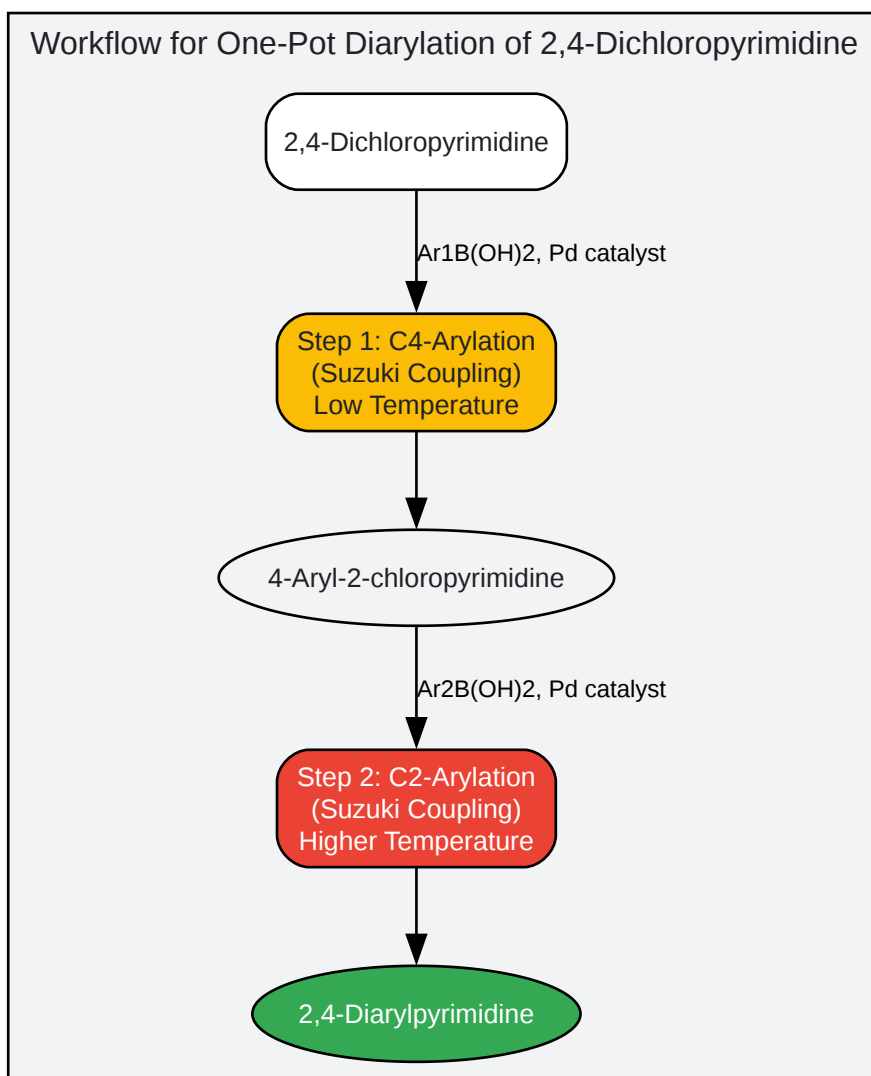 Workflow for One-Pot Diarylation of 2,4-Dichloropyrimidine
2,4-Dichloropyrimidine
Ar1B(OH)2, Pd catalyst
Step 1: C4-Arylation
(Suzuki Coupling)
Low Temperature
4-Aryl-2-chloropyrimidine
Ar2B(OH)2, Pd catalyst
Step 2: C2-Arylation
(Suzuki Coupling)
Higher Temperature
2,4-Diarylpyrimidine